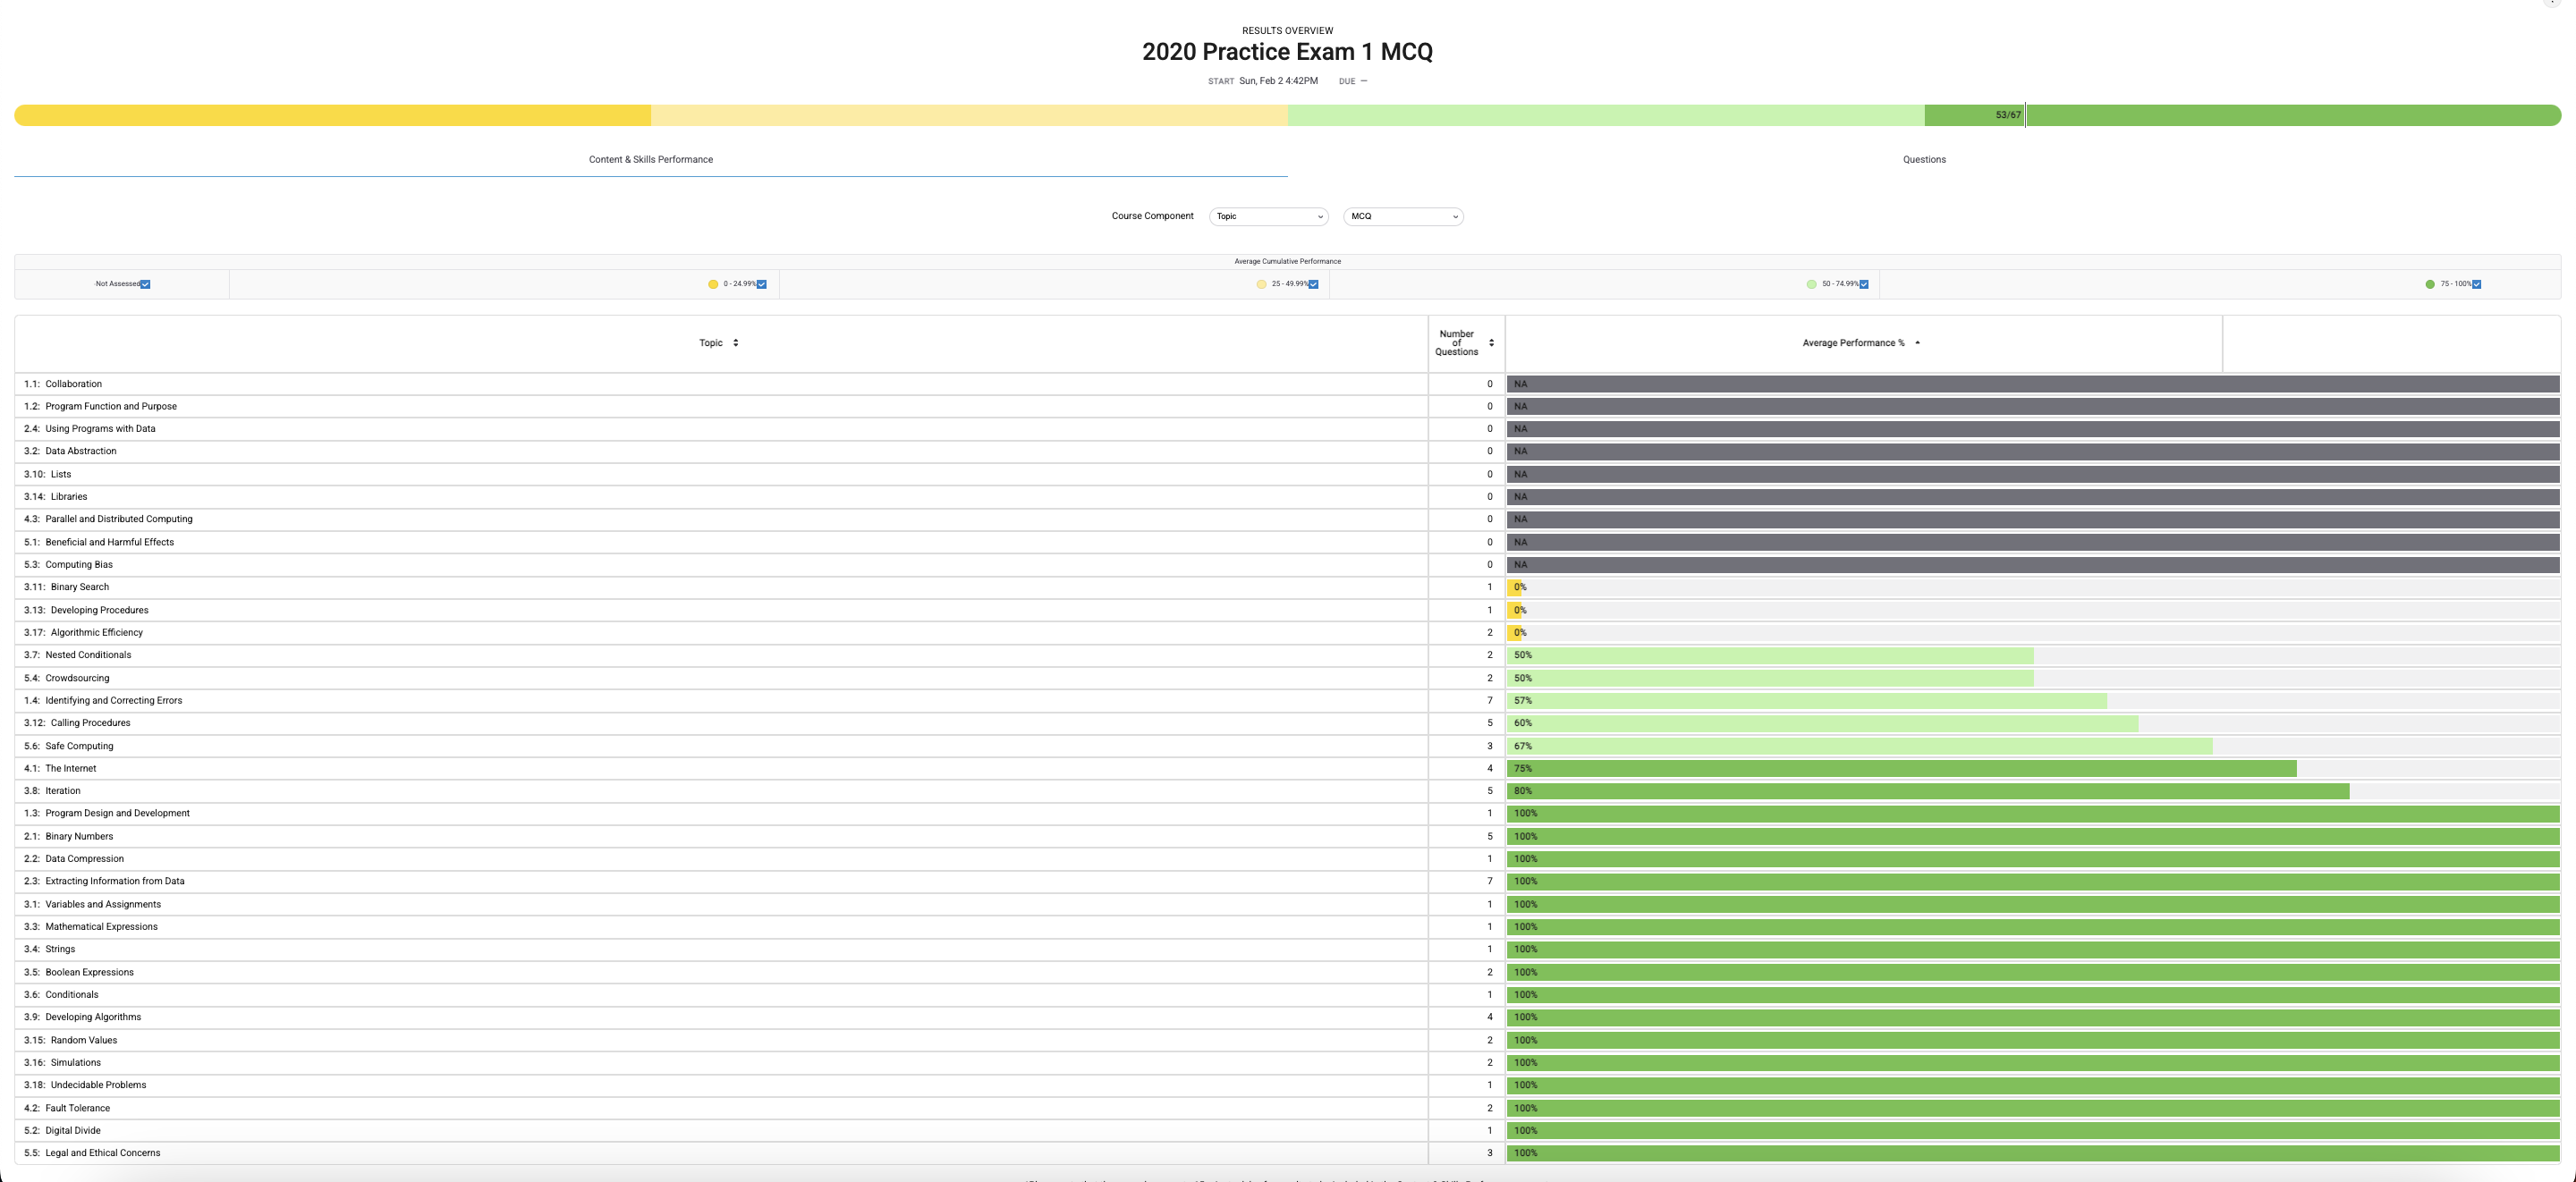 RESULTS OVERVIEW
2020 Practice Exam 1 MCQ
START Sun, Feb 2 4:42PM DUE —
53/67
Content & Skills Performance Questions
Course Component Topic MCQ
Average Cumulative Performance
Not Assessed 0 - 24.99% 25 - 49.99% 50 - 74.99% 75 - 100%
Topic Number of Questions Average Performance %
1.1: Collaboration 0 NA
1.2: Program Function and Purpose 0 NA
2.4: Using Programs with Data 0 NA
3.2: Data Abstraction 0 NA
3.10: Lists 0 NA
3.14: Libraries 0 NA
4.3: Parallel and Distributed Computing 0 NA
5.1: Beneficial and Harmful Effects 0 NA
5.3: Computing Bias 0 NA
3.11: Binary Search 1 0%
3.13: Developing Procedures 1 0%
3.17: Algorithmic Efficiency 2 0%
3.7: Nested Conditionals 2 50%
5.4: Crowdsourcing 2 50%
1.4: Identifying and Correcting Errors 7 57%
3.12: Calling Procedures 5 60%
5.6: Safe Computing 3 67%
4.1: The Internet 4 75%
3.8: Iteration 5 80%
1.3: Program Design and Development 1 100%
2.1: Binary Numbers 5 100%
2.2: Data Compression 1 100%
2.3: Extracting Information from Data 7 100%
3.1: Variables and Assignments 1 100%
3.3: Mathematical Expressions 1 100%
3.4: Strings 1 100%
3.5: Boolean Expressions 2 100%
3.6: Conditionals 1 100%
3.9: Developing Algorithms 4 100%
3.15: Random Values 2 100%
3.16: Simulations 2 100%
3.18: Undecidable Problems 1 100%
4.2: Fault Tolerance 2 100%
5.2: Digital Divide 1 100%
5.5: Legal and Ethical Concerns 3 100%